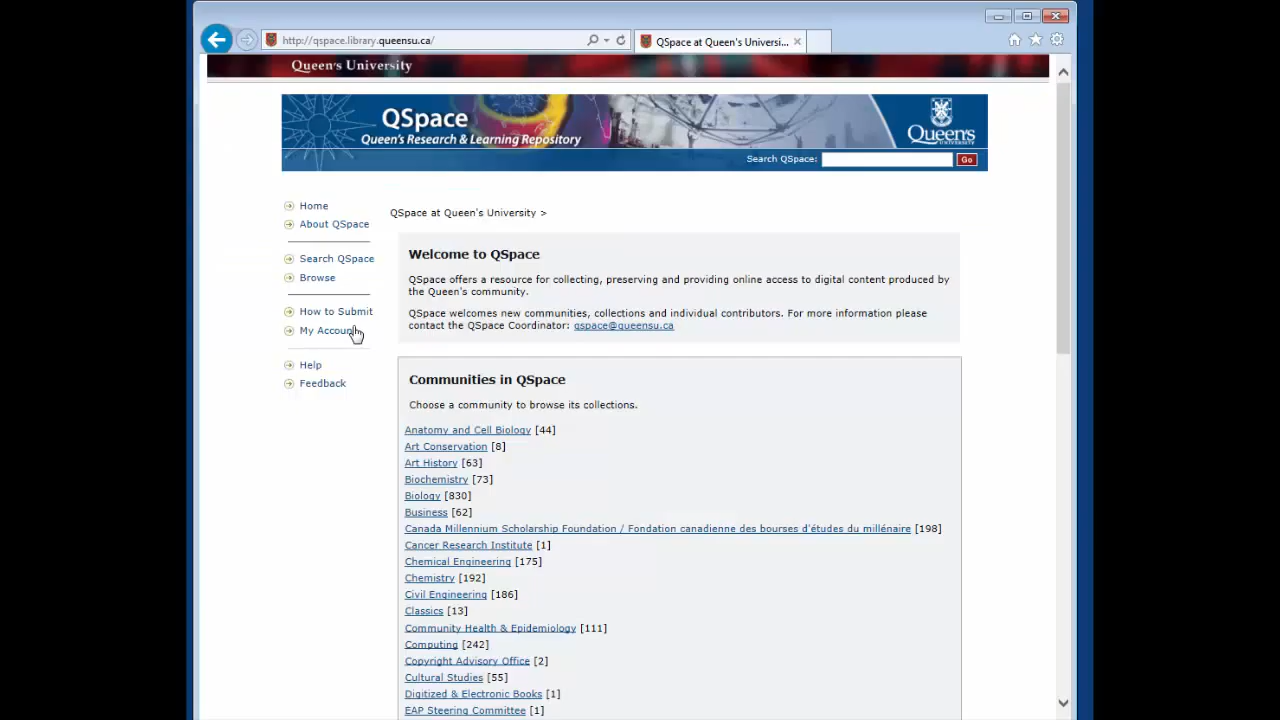 http://qspace.library.queensu.ca/
QSpace at Queen's Universi...
Queen's University
QSpace
Queen's Research & Learning Repository
Queen's
UNIVERSITY
Search QSpace:
Go
Home
About QSpace
Search QSpace
Browse
How to Submit
My Account
Help
Feedback
QSpace at Queen's University >
Welcome to QSpace
QSpace offers a resource for collecting, preserving and providing online access to digital content produced by
the Queen's community.
QSpace welcomes new communities, collections and individual contributors. For more information please
contact the QSpace Coordinator: qspace@queensu.ca
Communities in QSpace
Choose a community to browse its collections.
Anatomy and Cell Biology [44]
Art Conservation [8]
Art History [63]
Biochemistry [73]
Biology [830]
Business [62]
Canada Millennium Scholarship Foundation / Fondation canadienne des bourses d'études du millénaire [198]
Cancer Research Institute [1]
Chemical Engineering [175]
Chemistry [192]
Civil Engineering [186]
Classics [13]
Community Health & Epidemiology [111]
Computing [242]
Copyright Advisory Office [2]
Cultural Studies [55]
Digitized & Electronic Books [1]
EAP Steering Committee [1]